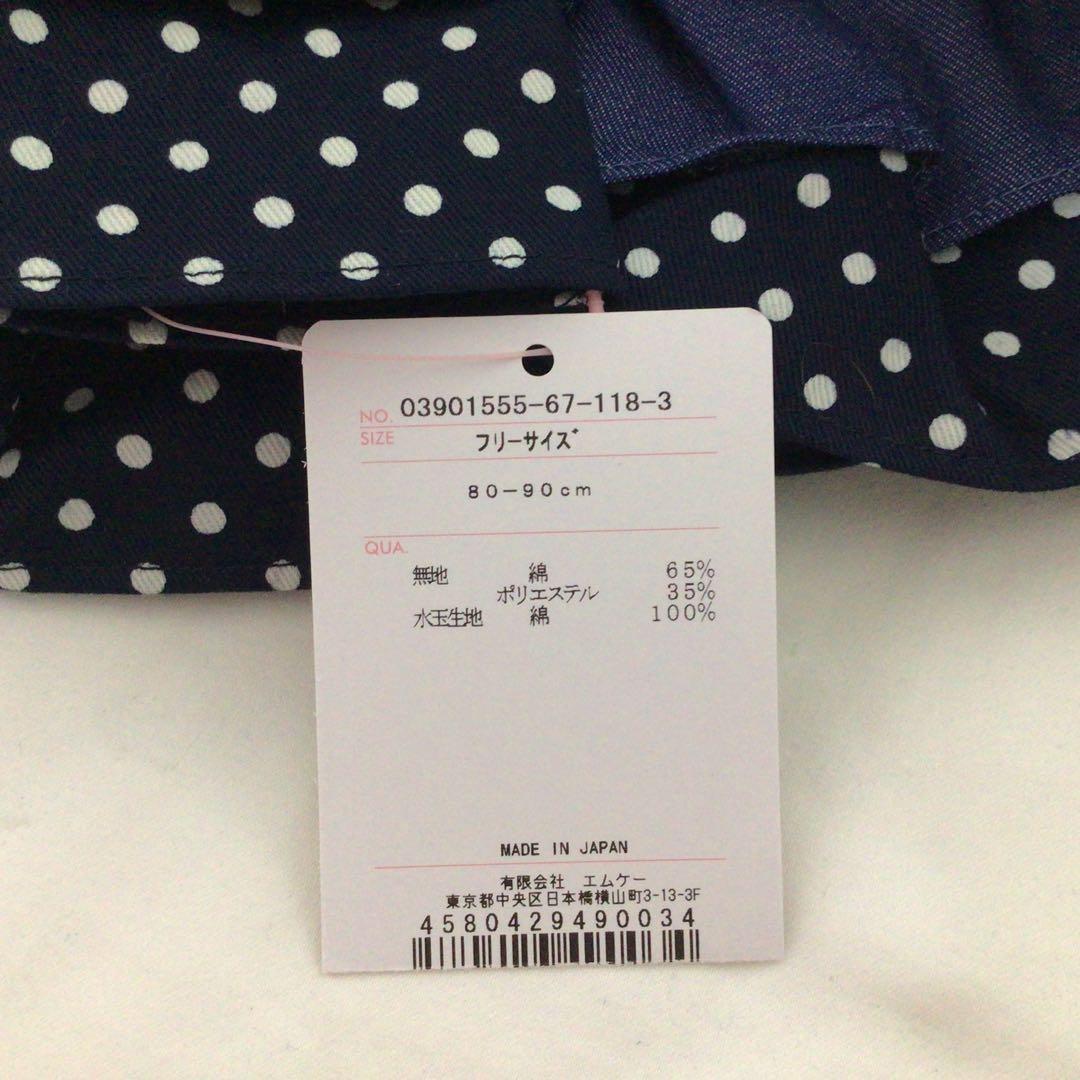 NO. 03901555-67-118-3
SIZE フリーサイズ
80-90cm
QUA.
無地 綿 65%
ポリエステル 35%
水玉生地 綿 100%
MADE IN JAPAN
有限会社 エムケー
東京都中央区日本橋横山町3-13-3F
4580429490034